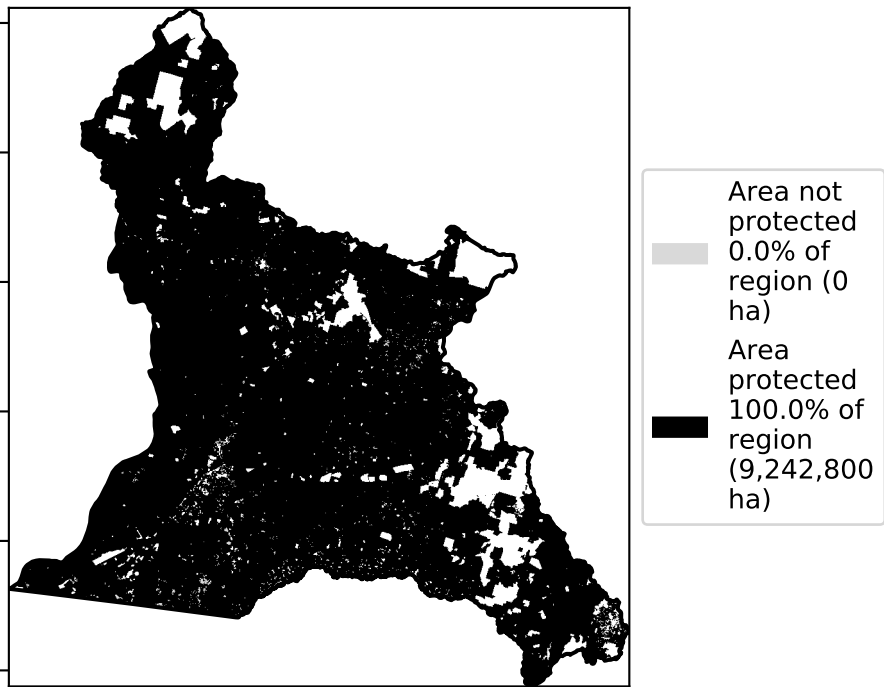 Area not
protected
0.0% of
region (0
ha)
Area
protected
100.0% of
region
(9,242,800
ha)